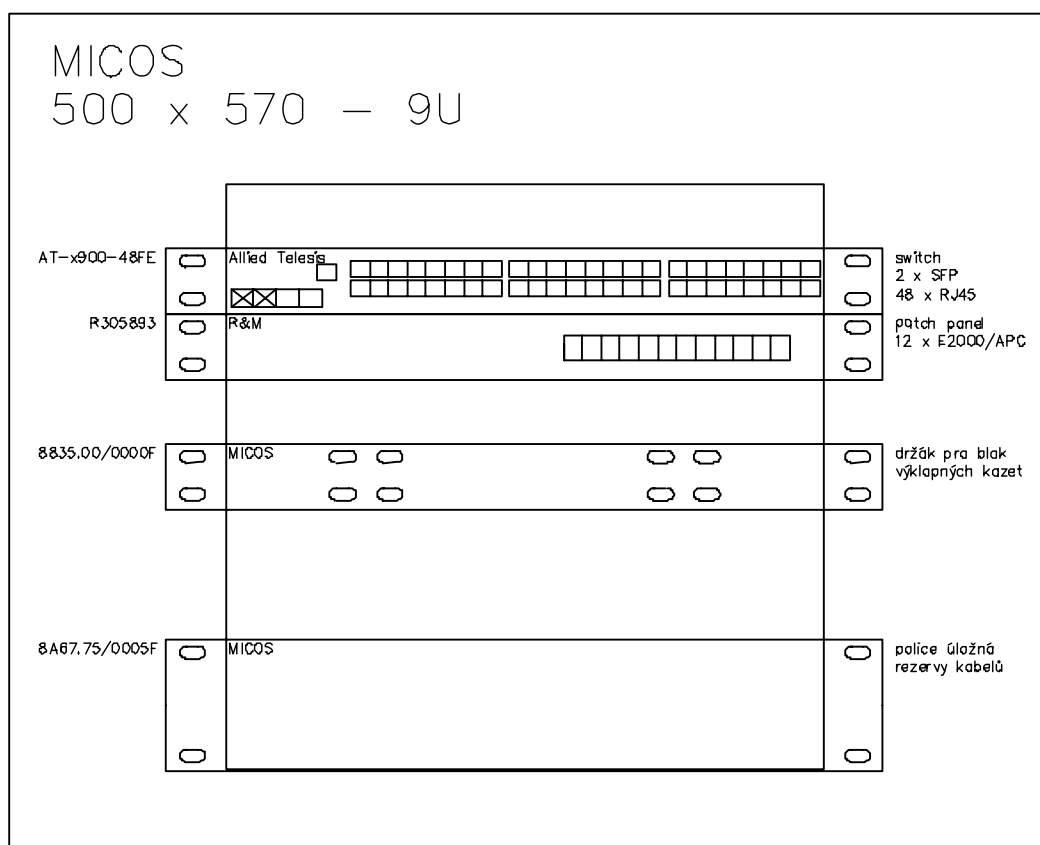 MICOS
500 x 570 - 9U
AT-x900-48FE
Allied Telesis
switch
2 x SFP
48 x RJ45
R305893
R&M
patch panel
12 x E2000/APC
8835.00/0000F
MICOS
držák pro blok
výklopných kazet
8A67.75/0005F
MICOS
police úložná
rezervy kabelů